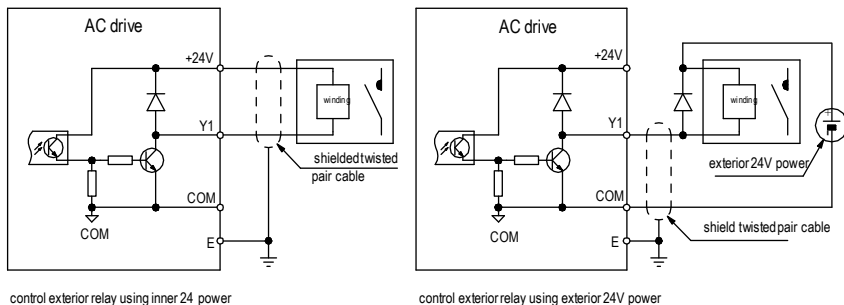 AC drive
+24V
winding
Y1
shielded twisted
pair cable
COM
COM
E
control exterior relay using inner 24 power
AC drive
+24V
winding
+
Y1
exterior 24V power
COM
COM
shield twisted pair cable
E
control exterior relay using exterior 24V power